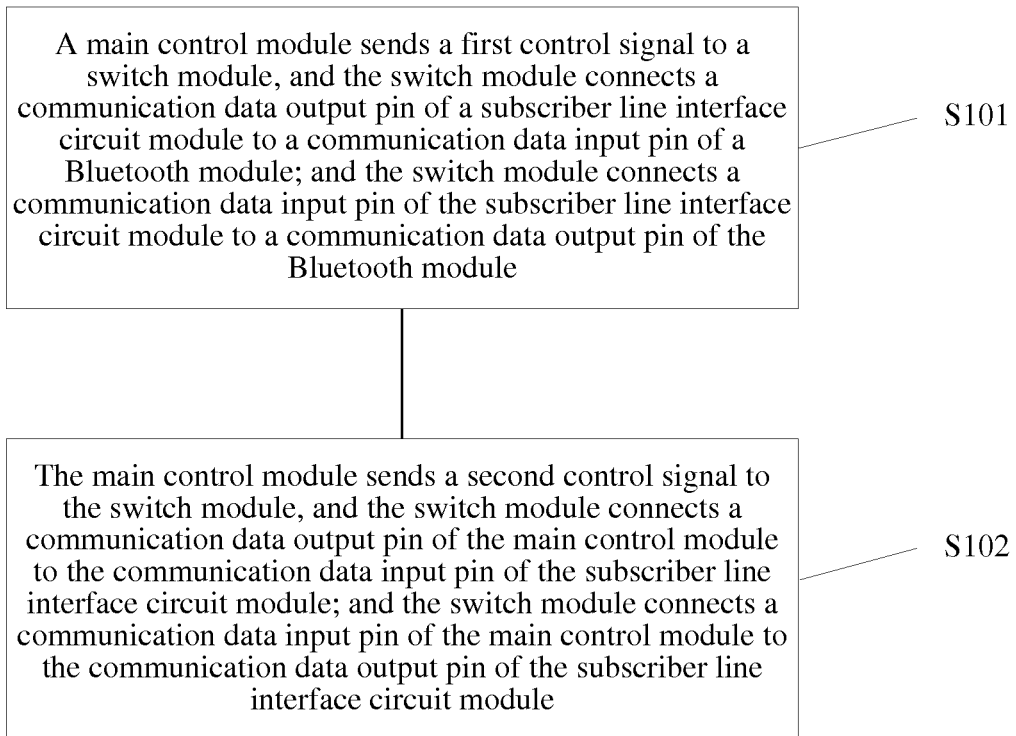 A main control module sends a first control signal to a
switch module, and the switch module connects a
communication data output pin of a subscriber line interface
circuit module to a communication data input pin of a
Bluetooth module; and the switch module connects a
communication data input pin of the subscriber line interface
circuit module to a communication data output pin of the
Bluetooth module
S101
The main control module sends a second control signal to
the switch module, and the switch module connects a
communication data output pin of the main control module
to the communication data input pin of the subscriber line
interface circuit module; and the switch module connects a
communication data input pin of the main control module to
the communication data output pin of the subscriber line
interface circuit module
S102